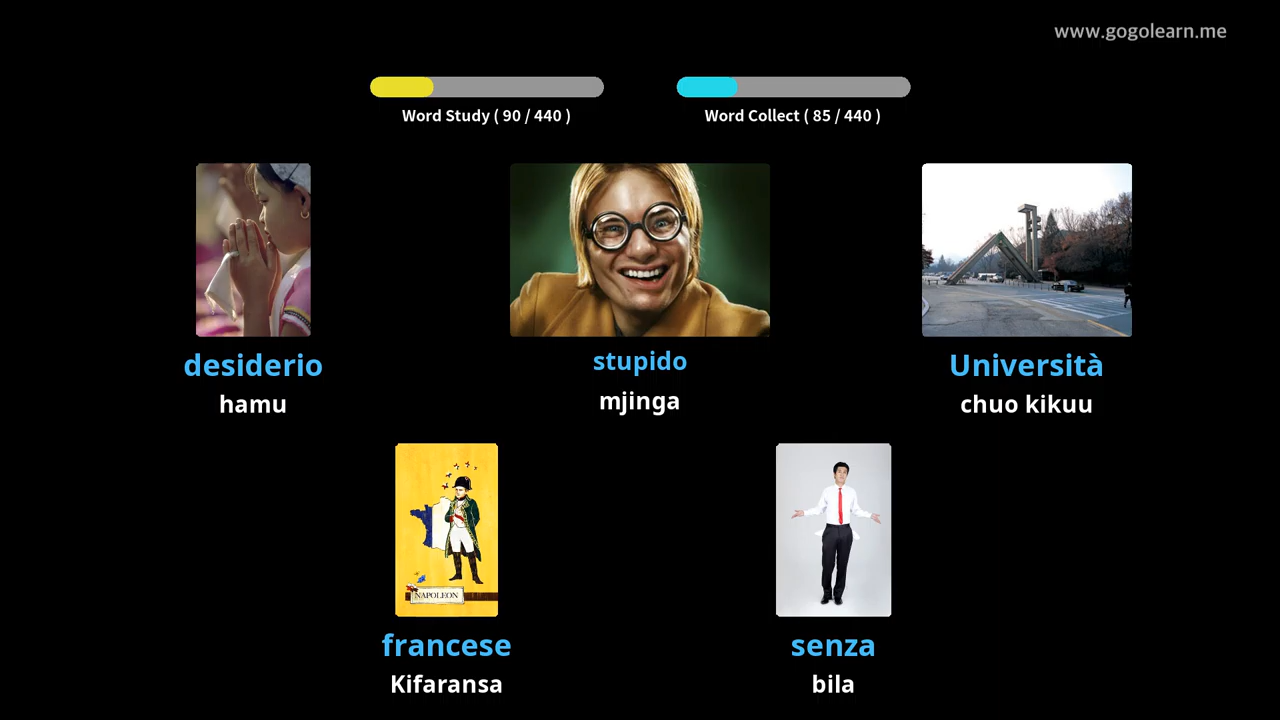 www.gogolearn.me
Word Study ( 90 / 440 )
Word Collect ( 85 / 440 )
desiderio
hamu
stupido
mjinga
Università
chuo kikuu
NAPOLEON
francese
Kifaransa
senza
bila